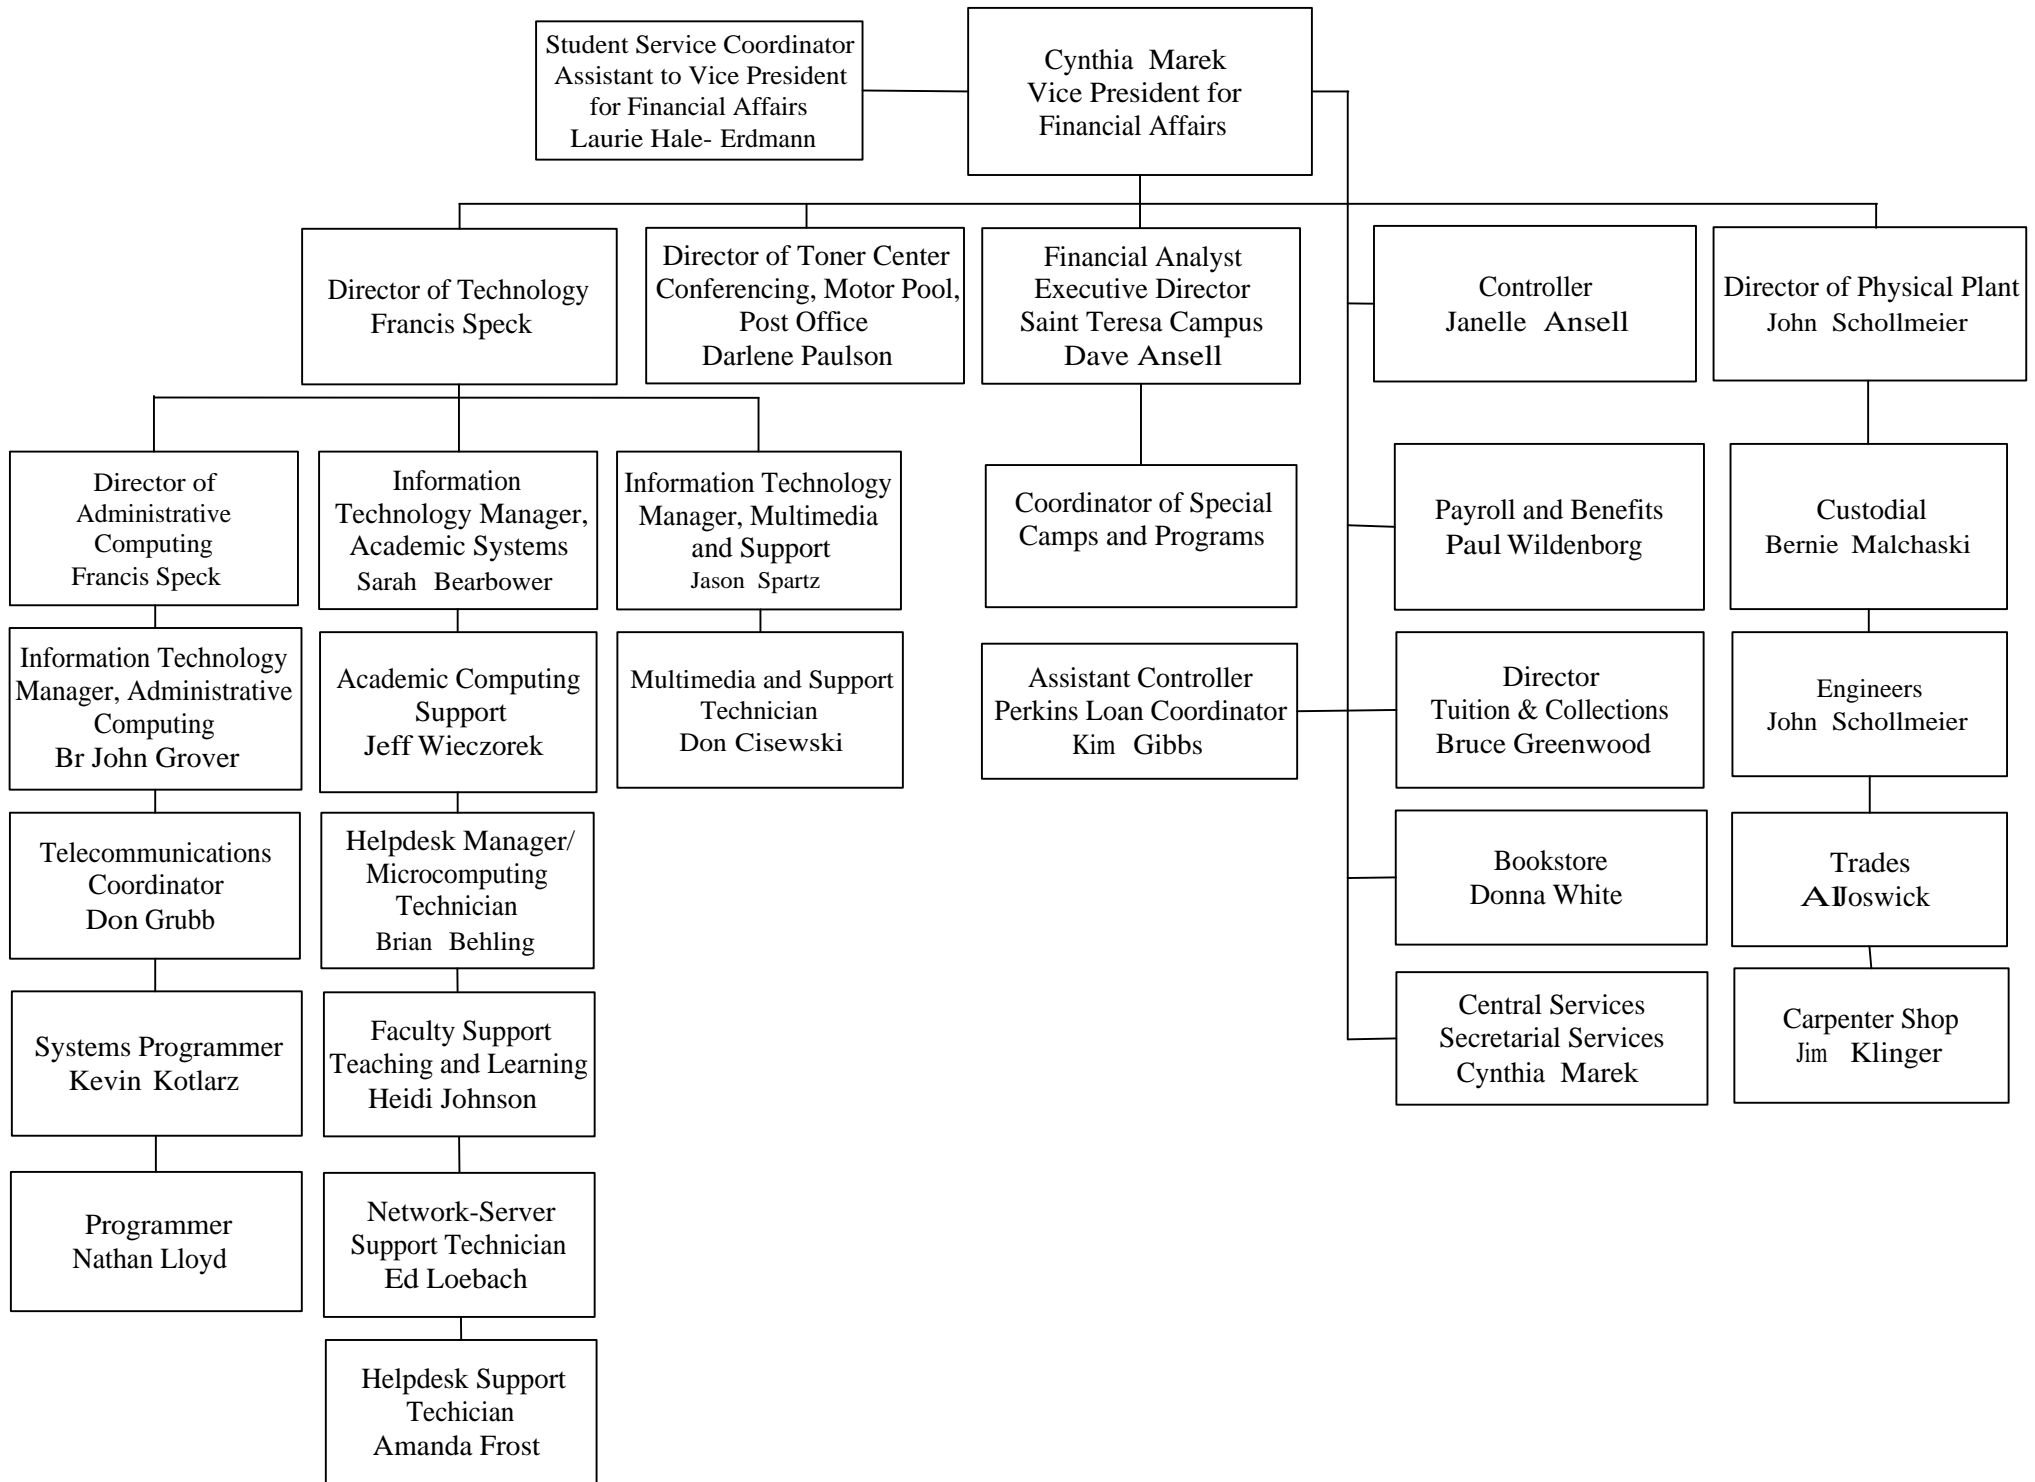 Student Service Coordinator
Assistant to Vice President
for Financial Affairs
Laurie Hale- Erdmann
Cynthia Marek
Vice President for
Financial Affairs
Director of Technology
Francis Speck
Director of Toner Center
Conferencing, Motor Pool,
Post Office
Darlene Paulson
Financial Analyst
Executive Director
Saint Teresa Campus
Dave Ansell
Controller
Janelle Ansell
Director of Physical Plant
John Schollmeier
Director of
Administrative
Computing
Francis Speck
Information
Technology Manager,
Academic Systems
Sarah Bearbower
Information Technology
Manager, Multimedia
and Support
Jason Spartz
Coordinator of Special
Camps and Programs
Payroll and Benefits
Paul Wildenborg
Custodial
Bernie Malchaski
Information Technology
Manager, Administrative
Computing
Br John Grover
Academic Computing
Support
Jeff Wieczorek
Multimedia and Support
Technician
Don Cisewski
Assistant Controller
Perkins Loan Coordinator
Kim Gibbs
Director
Tuition & Collections
Bruce Greenwood
Engineers
John Schollmeier
Telecommunications
Coordinator
Don Grubb
Helpdesk Manager/
Microcomputing
Technician
Brian Behling
Bookstore
Donna White
Trades
Al Joswick
Systems Programmer
Kevin Kotlarz
Faculty Support
Teaching and Learning
Heidi Johnson
Central Services
Secretarial Services
Cynthia Marek
Carpenter Shop
Jim Klinger
Programmer
Nathan Lloyd
Network-Server
Support Technician
Ed Loebach
Helpdesk Support
Techician
Amanda Frost